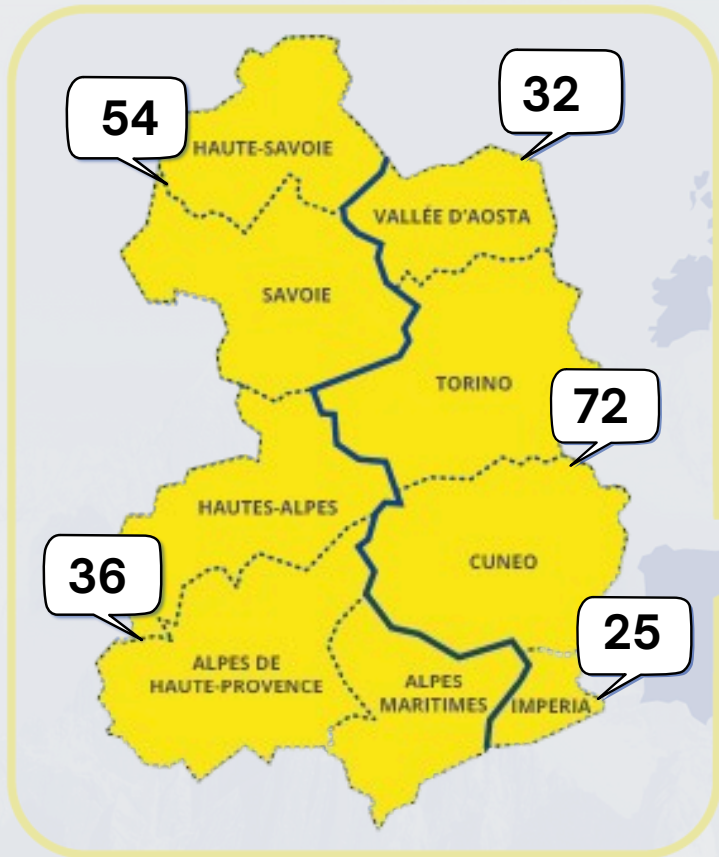 54
32
HAUTE-SAVOIE
VALLÉE D'AOSTA
SAVOIE
TORINO
72
HAUTES-ALPES
CUNEO
36
25
ALPES DE
HAUTE-PROVENCE
ALPES
MARITIMES
IMPERIA